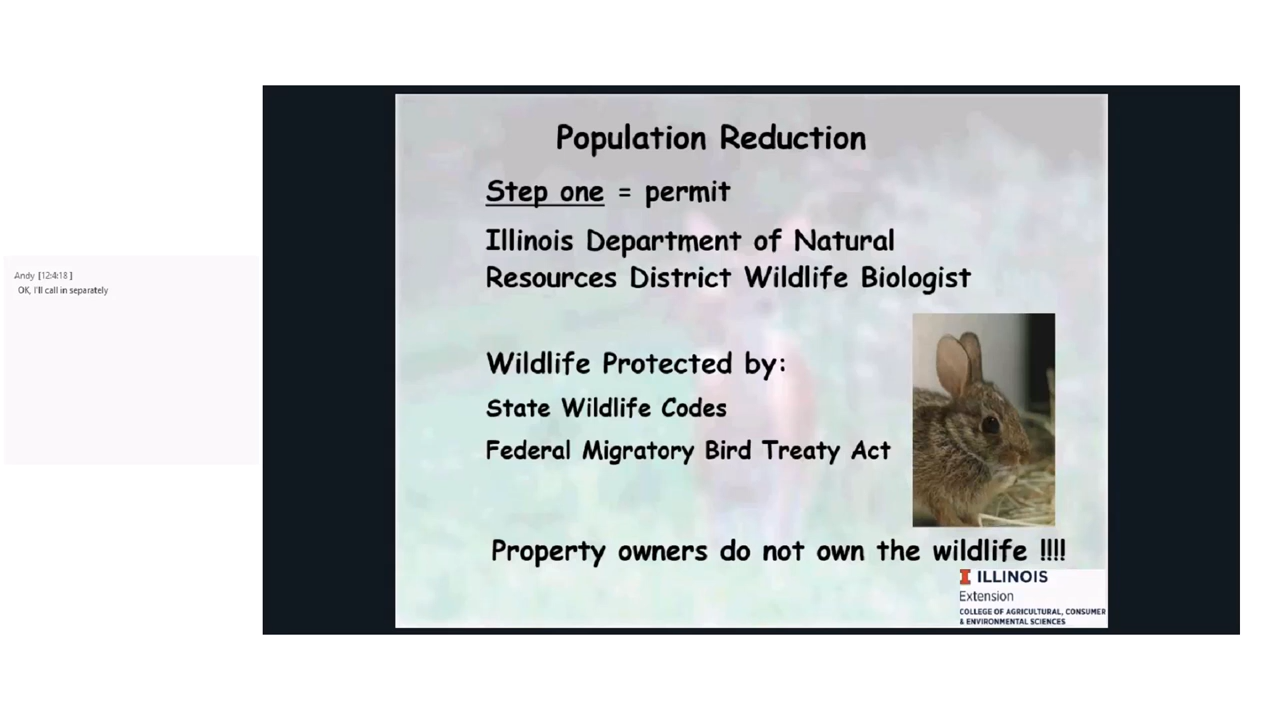 Andy [12:4:18 ]
OK, I'll call in separately
Population Reduction
Step one = permit
Illinois Department of Natural
Resources District Wildlife Biologist
Wildlife Protected by:
State Wildlife Codes
Federal Migratory Bird Treaty Act
Property owners do not own the wildlife !!!!
I ILLINOIS
Extension
COLLEGE OF AGRICULTURAL, CONSUMER
& ENVIRONMENTAL SCIENCES